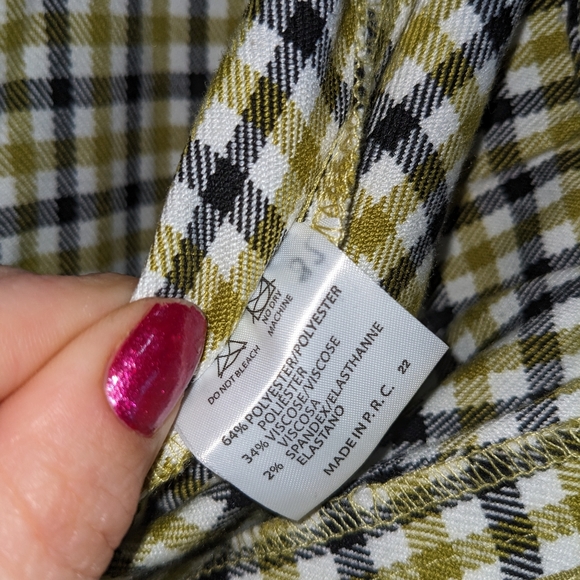 DO NOT BLEACH
NO DRY
MACHINE
64% POLYESTER/POLYESTER
POLIÉSTER
34% VISCOSE/VISCOSE
VISCOSA
2% SPANDEX/ELASTHANNE
ELASTANO
MADE IN P.R.C. 22